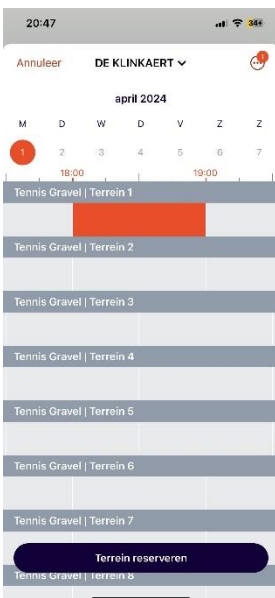 20:47
34
Annuleer DE KLINKAERT
1
april 2024
M D W D V Z Z
1 2 3 4 5 6 7
18:00 19:00
Tennis Gravel | Terrein 1
Tennis Gravel | Terrein 2
Tennis Gravel | Terrein 3
Tennis Gravel | Terrein 4
Tennis Gravel | Terrein 5
Tennis Gravel | Terrein 6
Tennis Gravel | Terrein 7
Terrein reserveren
Tennis Gravel | Terrein 8